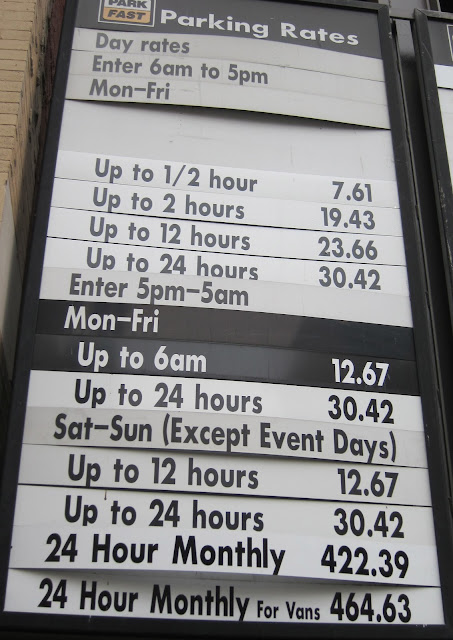 PARK
FAST
Parking Rates
Day rates
Enter 6am to 5pm
Mon–Fri
Up to 1/2 hour 7.61
Up to 2 hours 19.43
Up to 12 hours 23.66
Up to 24 hours 30.42
Enter 5pm–5am
Mon–Fri
Up to 6am 12.67
Up to 24 hours 30.42
Sat–Sun (Except Event Days)
Up to 12 hours 12.67
Up to 24 hours 30.42
24 Hour Monthly 422.39
24 Hour Monthly For Vans 464.63